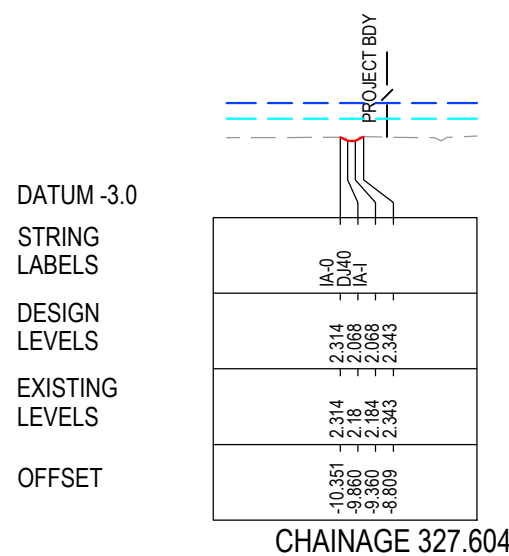 PROJECT BDY
DATUM -3.0
STRING
LABELS
IA-0
DJ40
IA-I
DESIGN
LEVELS
2.314
2.068
2.068
2.343
EXISTING
LEVELS
2.314
2.18
2.184
2.343
OFFSET
-10.351
-9.860
-9.360
-8.809
CHAINAGE 327.604